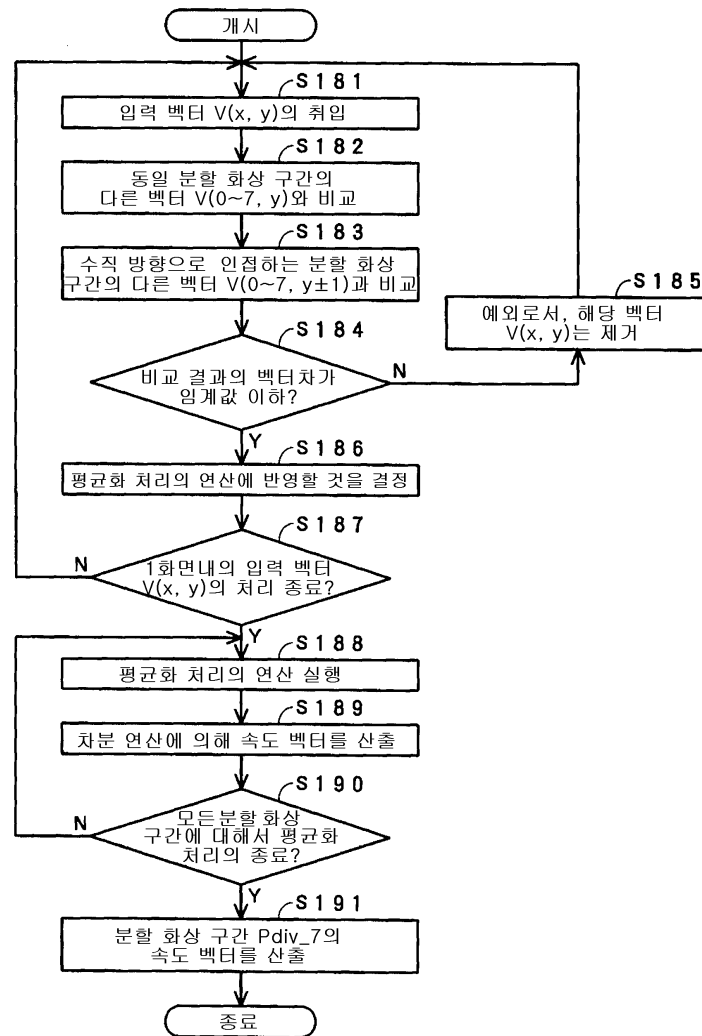 개시
S181
입력 벡터 V(x, y)의 취입
S182
동일 분할 화상 구간의
다른 벡터 V(0~7, y)와 비교
S183
수직 방향으로 인접하는 분할 화상
구간의 다른 벡터 V(0~7, y±1)과 비교
S184
비교 결과의 벡터차가
임계값 이하?
N
S185
예외로서, 해당 벡터
V(x, y)는 제거
Y
S186
평균화 처리의 연산에 반영할 것을 결정
S187
1화면내의 입력 벡터
V(x, y)의 처리 종료?
N
Y
S188
평균화 처리의 연산 실행
S189
차분 연산에 의해 속도 벡터를 산출
S190
모든분할 화상
구간에 대해서 평균화
처리의 종료?
N
Y
S191
분할 화상 구간 Pdiv_7의
속도 벡터를 산출
종료